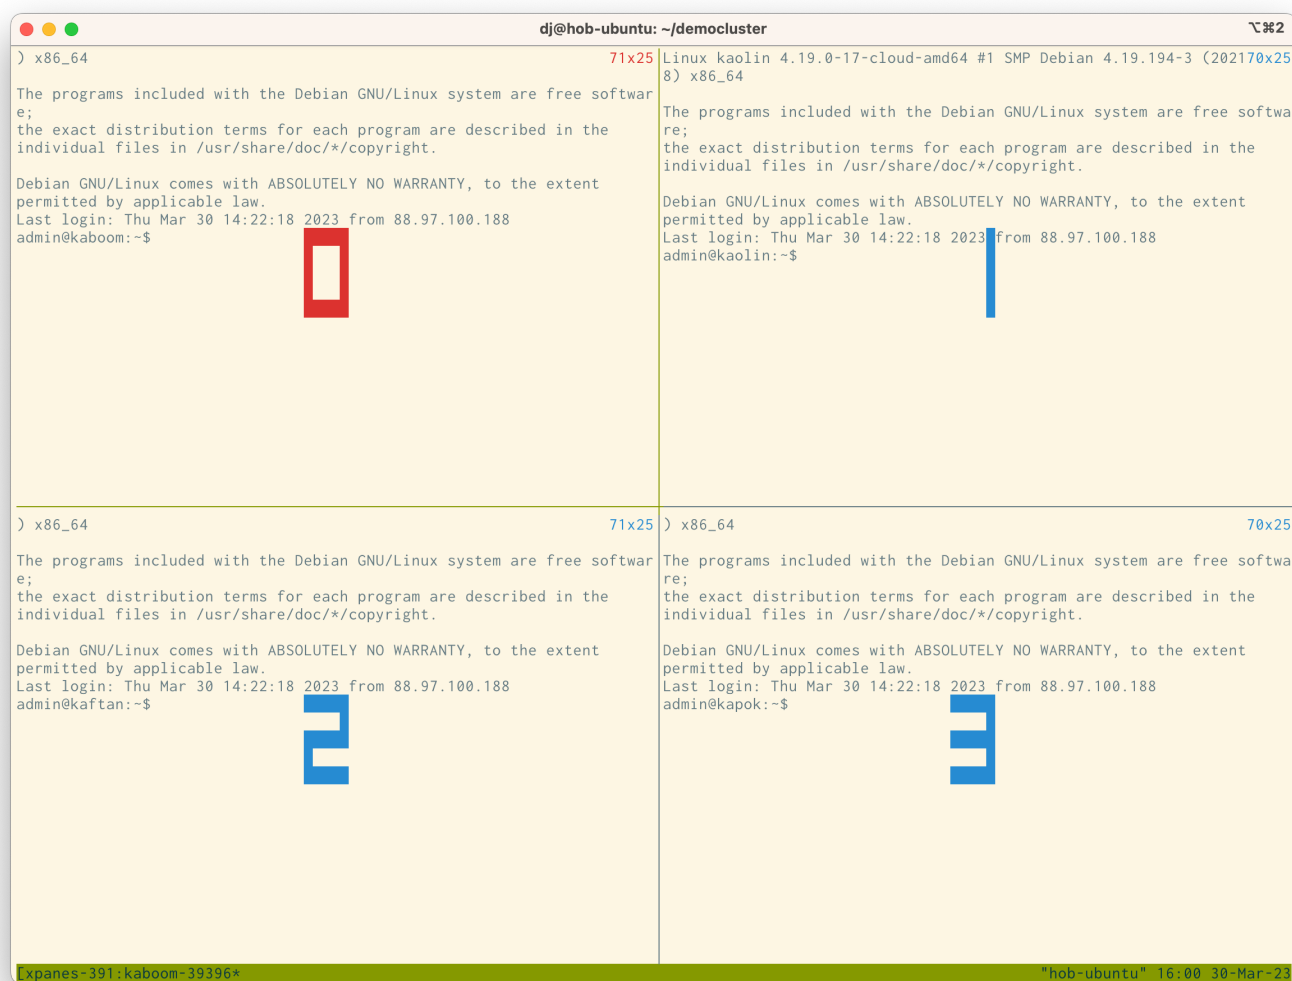 dj@hob-ubuntu: ~/democluster
⌥⌘2
) x86_64
71x25
The programs included with the Debian GNU/Linux system are free softwar
e;
the exact distribution terms for each program are described in the
individual files in /usr/share/doc/*/copyright.
Debian GNU/Linux comes with ABSOLUTELY NO WARRANTY, to the extent
permitted by applicable law.
Last login: Thu Mar 30 14:22:18 2023 from 88.97.100.188
admin@kaboom:~$
0
Linux kaolin 4.19.0-17-cloud-amd64 #1 SMP Debian 4.19.194-3 (202170x25
8) x86_64
The programs included with the Debian GNU/Linux system are free softwa
re;
the exact distribution terms for each program are described in the
individual files in /usr/share/doc/*/copyright.
Debian GNU/Linux comes with ABSOLUTELY NO WARRANTY, to the extent
permitted by applicable law.
Last login: Thu Mar 30 14:22:18 2023 from 88.97.100.188
admin@kaolin:~$
1
) x86_64
71x25
The programs included with the Debian GNU/Linux system are free softwar
e;
the exact distribution terms for each program are described in the
individual files in /usr/share/doc/*/copyright.
Debian GNU/Linux comes with ABSOLUTELY NO WARRANTY, to the extent
permitted by applicable law.
Last login: Thu Mar 30 14:22:18 2023 from 88.97.100.188
admin@kaftan:~$
2
) x86_64
70x25
The programs included with the Debian GNU/Linux system are free softwa
re;
the exact distribution terms for each program are described in the
individual files in /usr/share/doc/*/copyright.
Debian GNU/Linux comes with ABSOLUTELY NO WARRANTY, to the extent
permitted by applicable law.
Last login: Thu Mar 30 14:22:18 2023 from 88.97.100.188
admin@kapok:~$
3
[xpanes-391:kaboom-39396*
"hob-ubuntu" 16:00 30-Mar-23